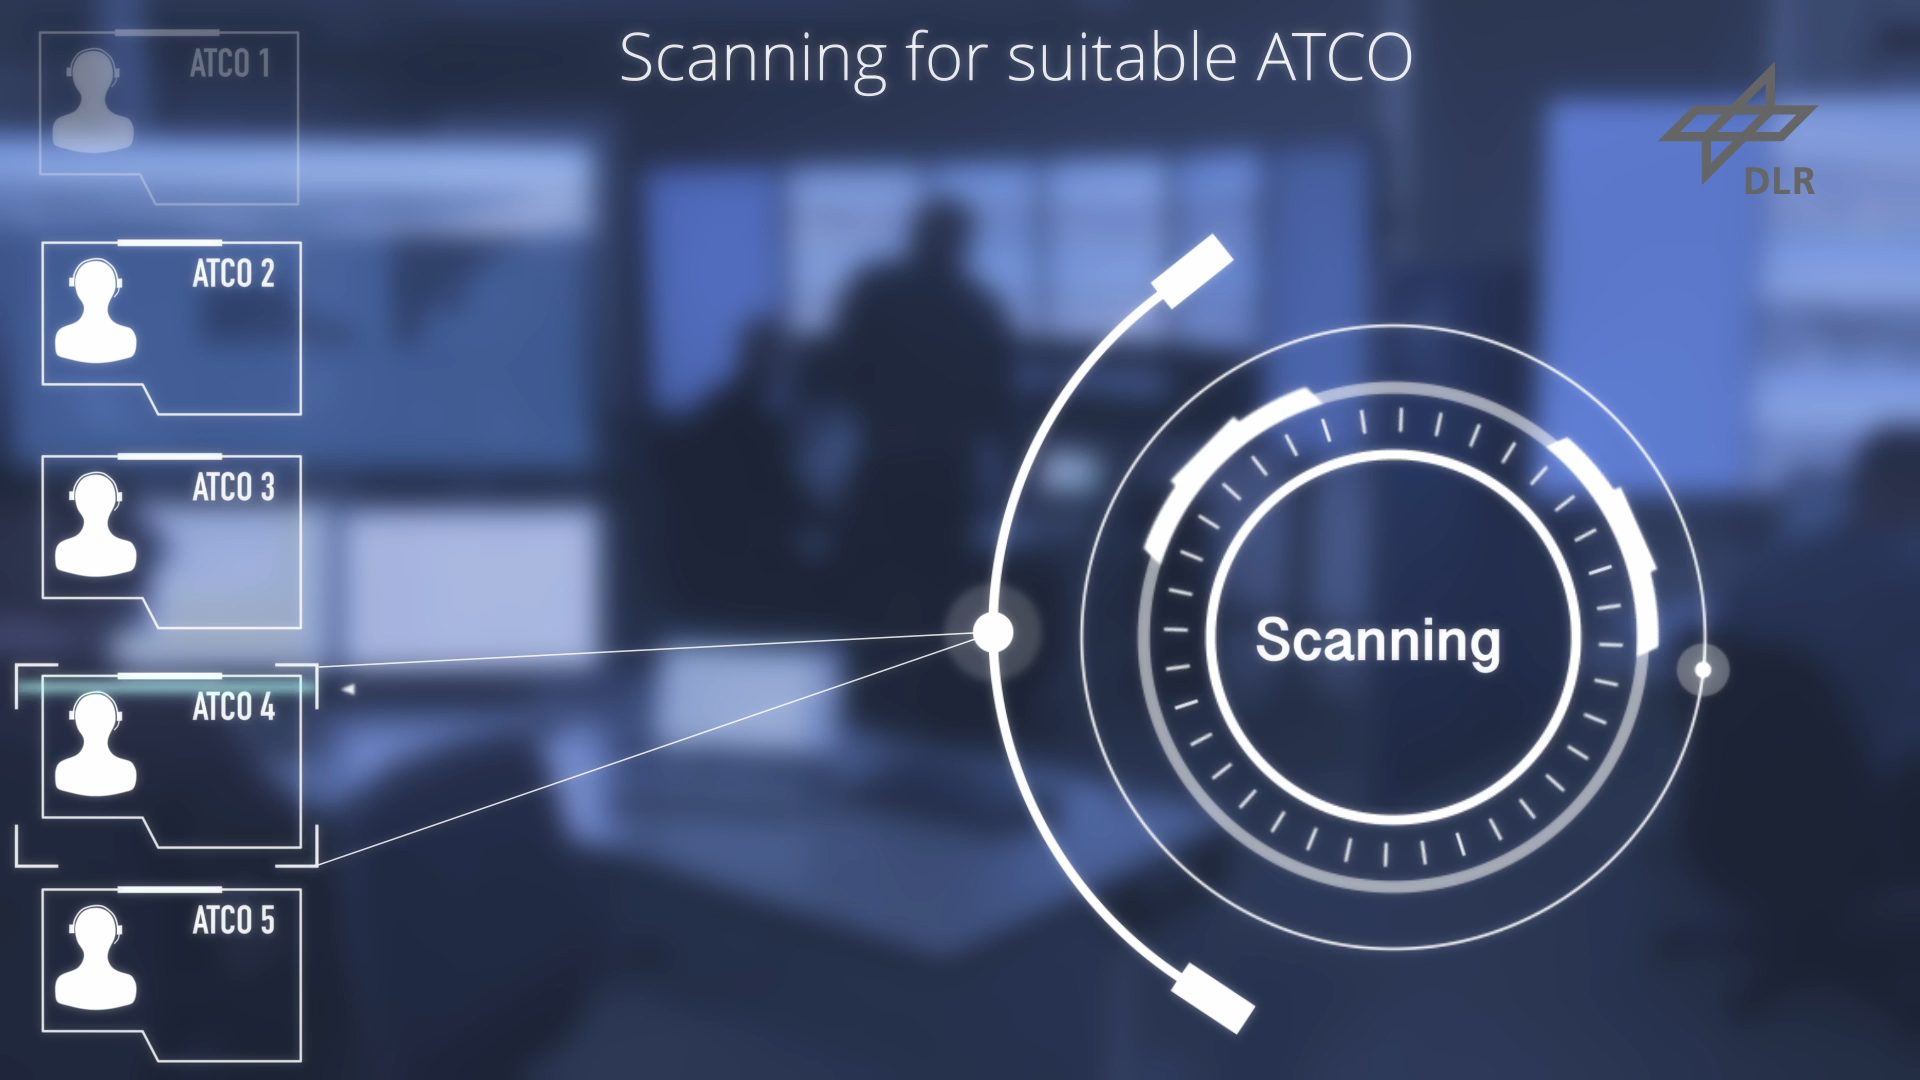 Scanning for suitable ATCO
DLR
ATCO 1
ATCO 2
ATCO 3
ATCO 4
ATCO 5
Scanning